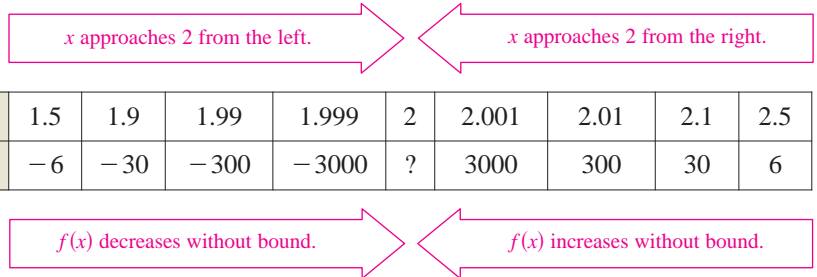 x approaches 2 from the left. x approaches 2 from the right.
1.5 1.9 1.99 1.999 2 2.001 2.01 2.1 2.5
−6 −30 −300 −3000 ? 3000 300 30 6
f(x) decreases without bound. f(x) increases without bound.